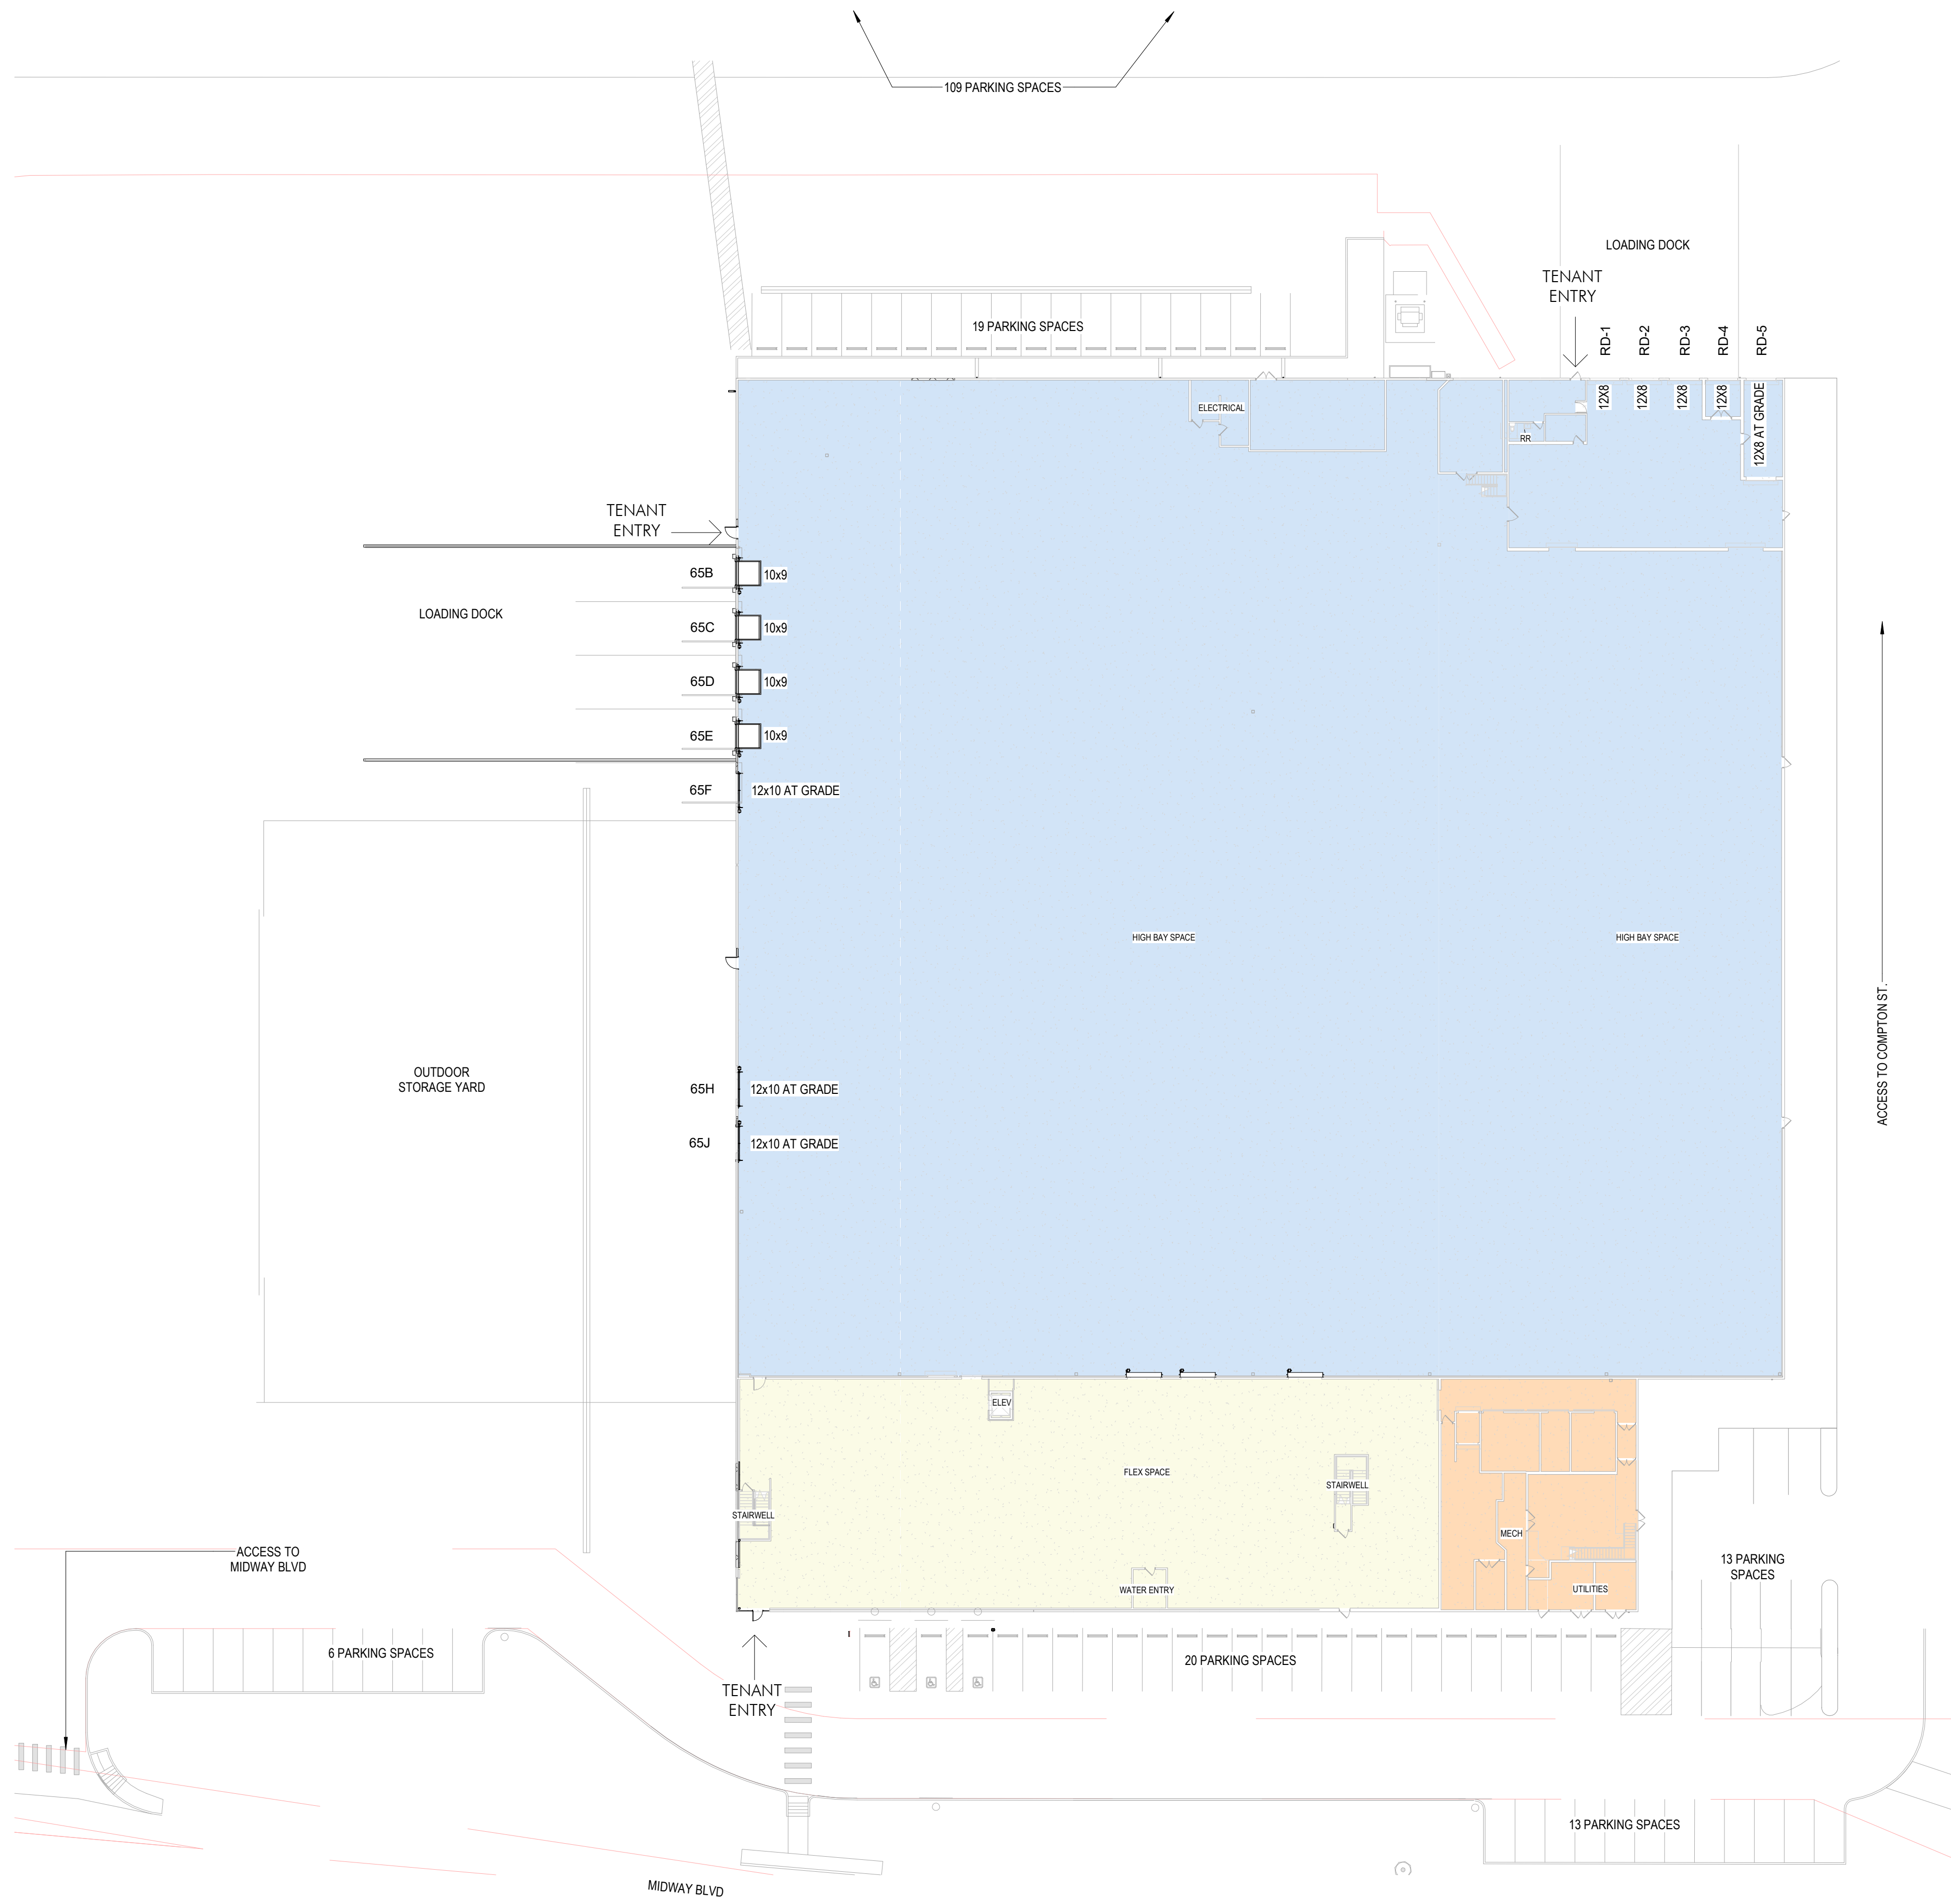 109 PARKING SPACES
LOADING DOCK
TENANT
ENTRY
19 PARKING SPACES
RD-1
RD-2
RD-3
RD-4
RD-5
12X8
12X8
12X8
12X8
12X8 AT GRADE
ELECTRICAL
RR
TENANT
ENTRY
65B
10x9
LOADING DOCK
65C
10x9
65D
10x9
65E
10x9
65F
12x10 AT GRADE
HIGH BAY SPACE
HIGH BAY SPACE
ACCESS TO COMPTON ST.
OUTDOOR
STORAGE YARD
65H
12x10 AT GRADE
65J
12x10 AT GRADE
ELEV
FLEX SPACE
STAIRWELL
STAIRWELL
MECH
ACCESS TO
MIDWAY BLVD
13 PARKING
SPACES
WATER ENTRY
UTILITIES
6 PARKING SPACES
20 PARKING SPACES
TENANT
ENTRY
13 PARKING SPACES
MIDWAY BLVD